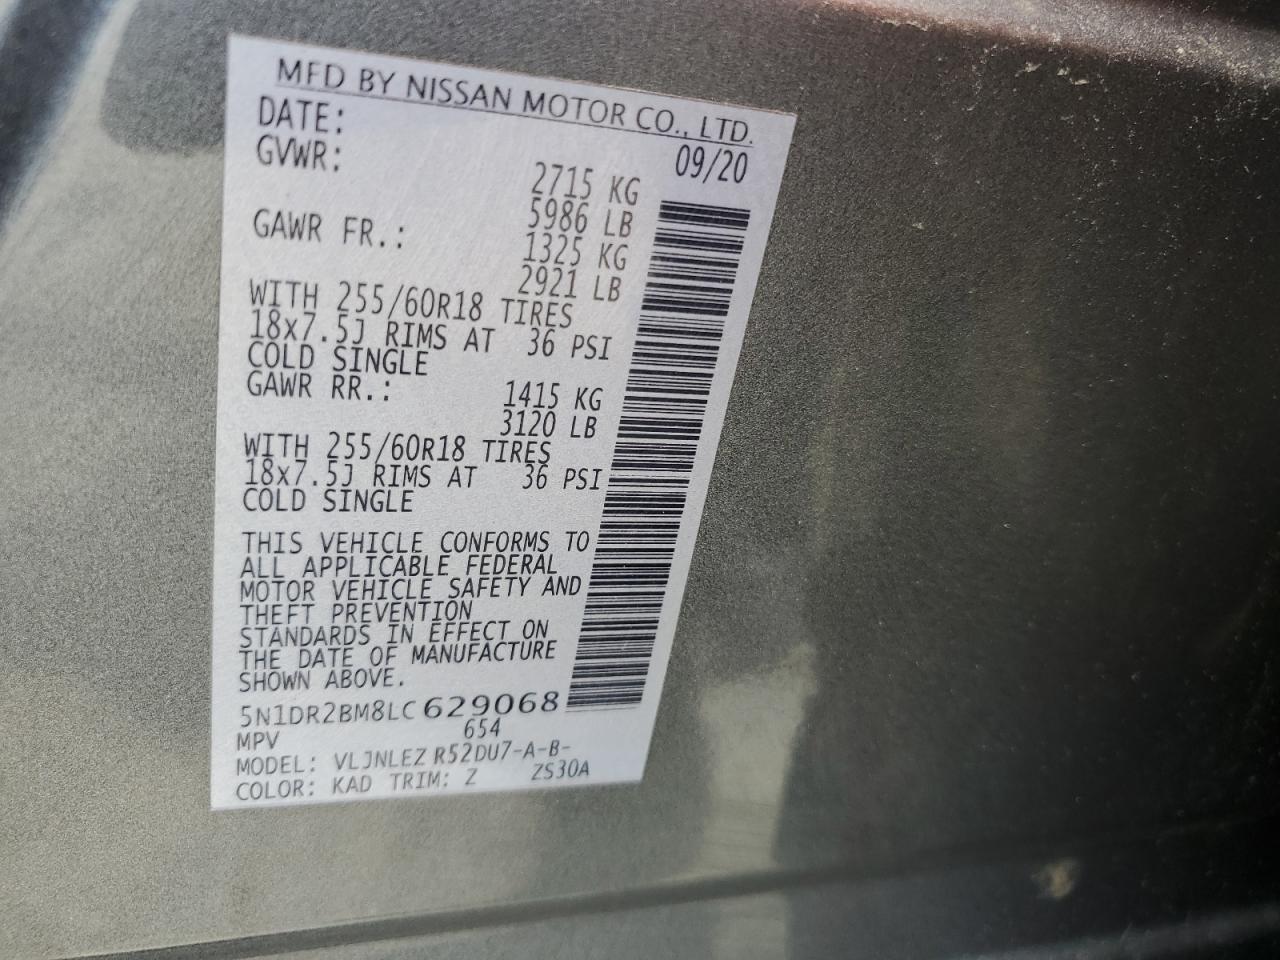 MFD BY NISSAN MOTOR CO., LTD.
DATE: 09/20
GVWR: 2715 KG
5986 LB
GAWR FR.: 1325 KG
2921 LB
WITH 255/60R18 TIRES
18x7.5J RIMS AT 36 PSI
COLD SINGLE
GAWR RR.: 1415 KG
3120 LB
WITH 255/60R18 TIRES
18x7.5J RIMS AT 36 PSI
COLD SINGLE
THIS VEHICLE CONFORMS TO
ALL APPLICABLE FEDERAL
MOTOR VEHICLE SAFETY AND
THEFT PREVENTION
STANDARDS IN EFFECT ON
THE DATE OF MANUFACTURE
SHOWN ABOVE.
5N1DR2BM8LC629068
MPV 654
MODEL: VLJNLEZ R52DU7-A-B-
COLOR: KAD TRIM: Z ZS30A